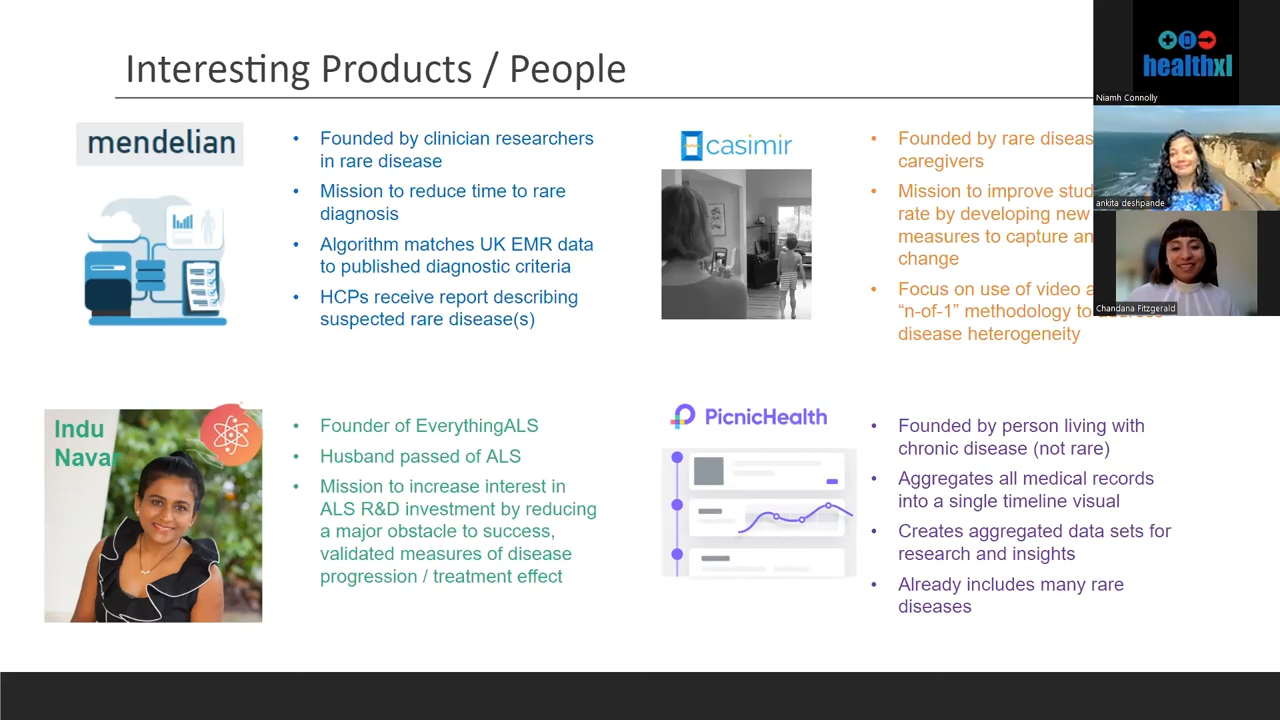 Interesting Products / People
mendelian
• Founded by clinician researchers
in rare disease
• Mission to reduce time to rare
diagnosis
• Algorithm matches UK EMR data
to published diagnostic criteria
• HCPs receive report describing
suspected rare disease(s)
casimir
• Founded by rare diseas
caregivers
• Mission to improve stud
rate by developing new
measures to capture an
change
• Focus on use of video a
“n-of-1” methodology to
disease heterogeneity
Indu
Navar
• Founder of EverythingALS
• Husband passed of ALS
• Mission to increase interest in
ALS R&D investment by reducing
a major obstacle to success,
validated measures of disease
progression / treatment effect
PicnicHealth
• Founded by person living with
chronic disease (not rare)
• Aggregates all medical records
into a single timeline visual
• Creates aggregated data sets for
research and insights
• Already includes many rare
diseases
healthxl
Niamh Connolly
ankita deshpande
Chandana Fitzgerald